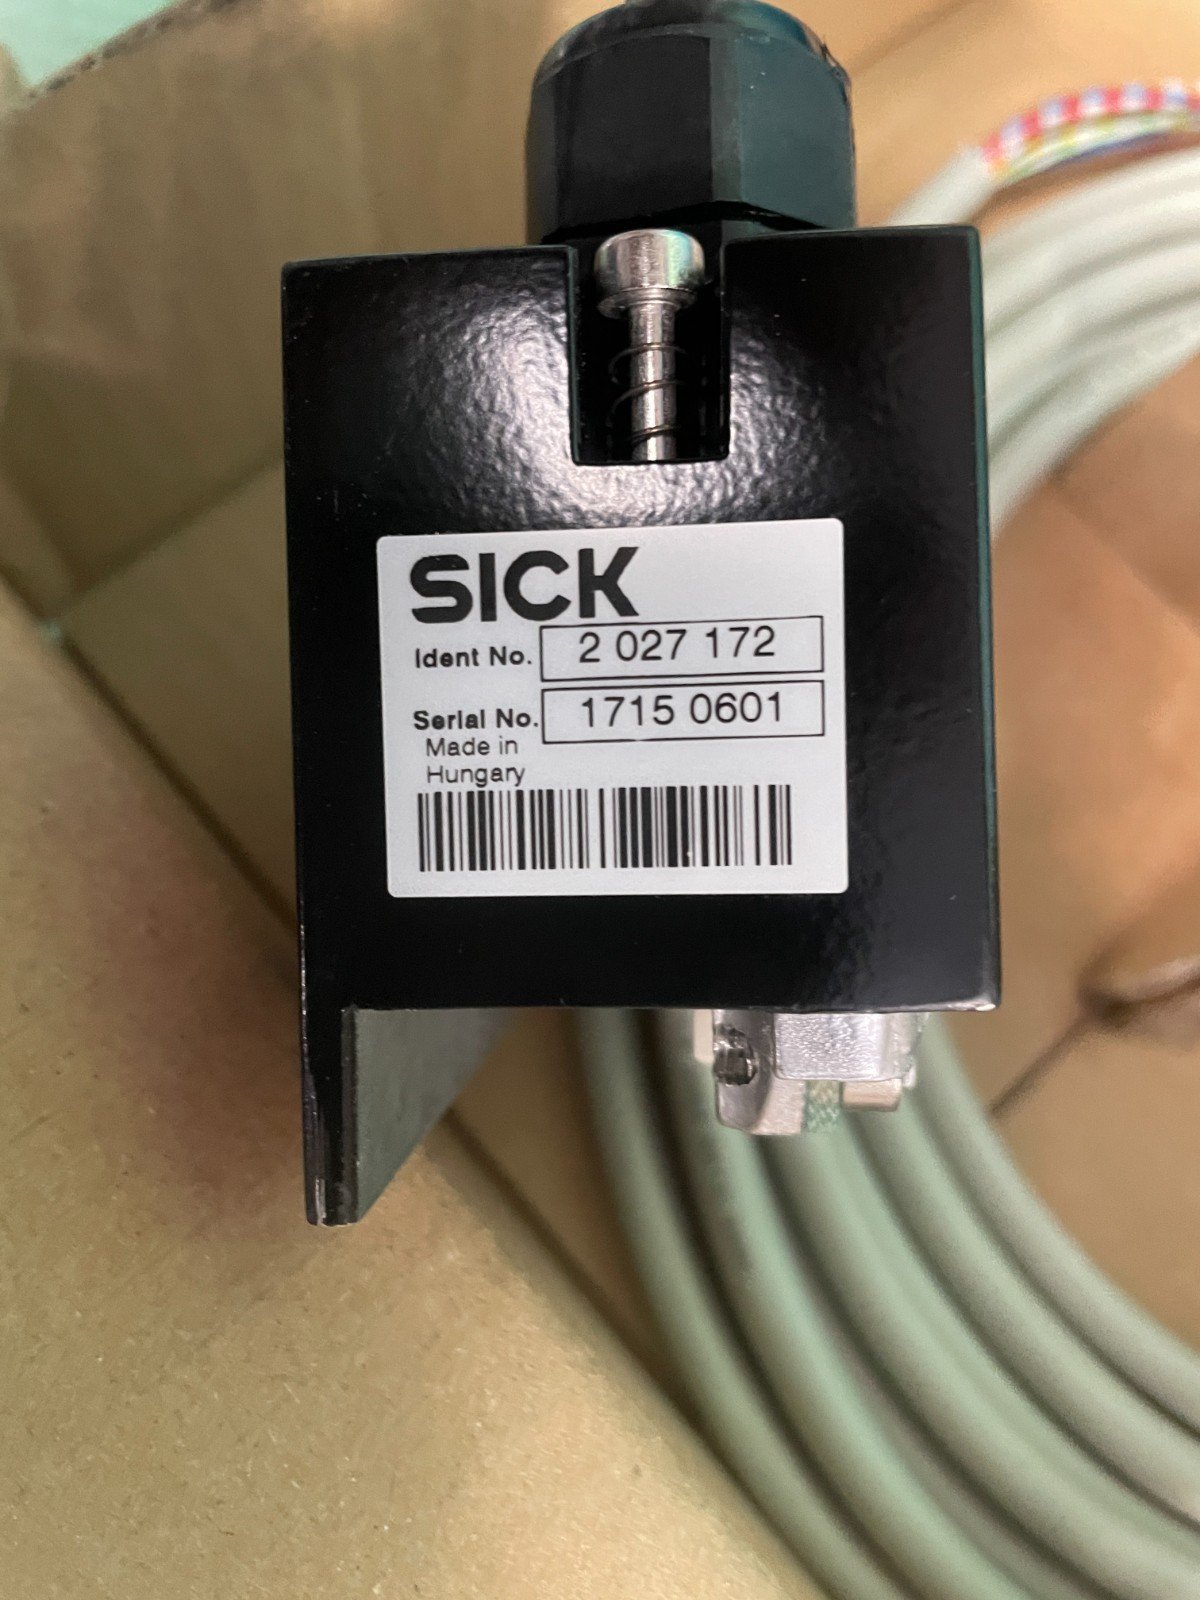 SICK
Ident No. 2 027 172
Serial No. 1715 0601
Made in
Hungary